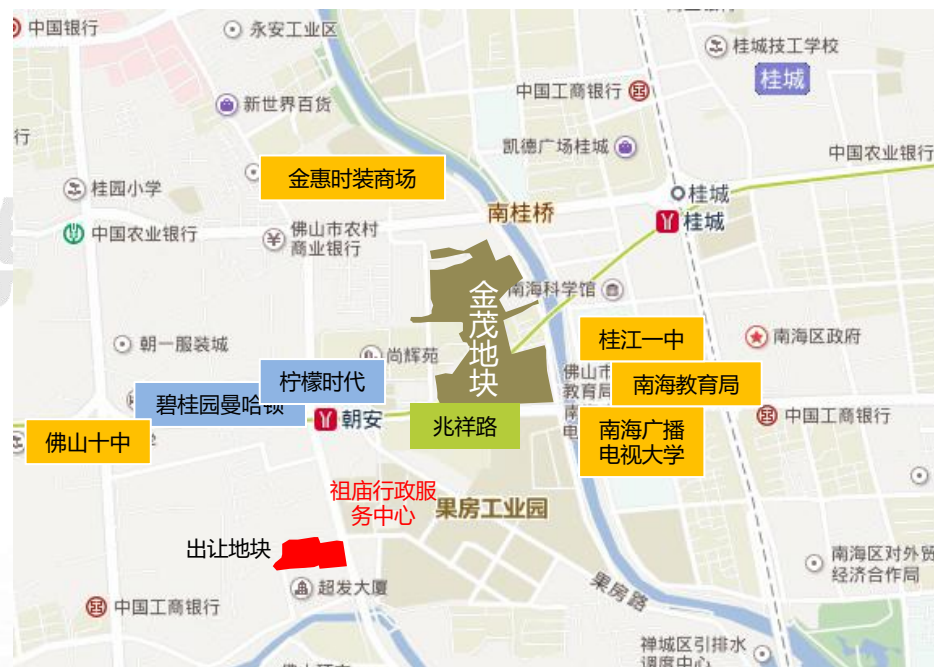 中国银行
永安工业区
桂城技工学校
桂城
中国工商银行
新世界百货
行
凯德广场桂城
中国农业银行
金惠时装商场
桂园小学
桂城
南桂桥
桂城
中国农业银行
佛山市农村
商业银行
南海科学馆
金茂地块
桂江一中
南海区政府
朝一服装城
尚辉苑
柠檬时代
佛山市
教育局
南海教育局
碧桂园曼哈顿
朝安
兆祥路
中国工商银行
佛山十中
南海广播
电视大学
祖庙行政服
务中心
果房工业园
出让地块
南海区对外贸
经济合作局
超发大厦
果房路
中国工商银行
禅城区引排水
调度中心